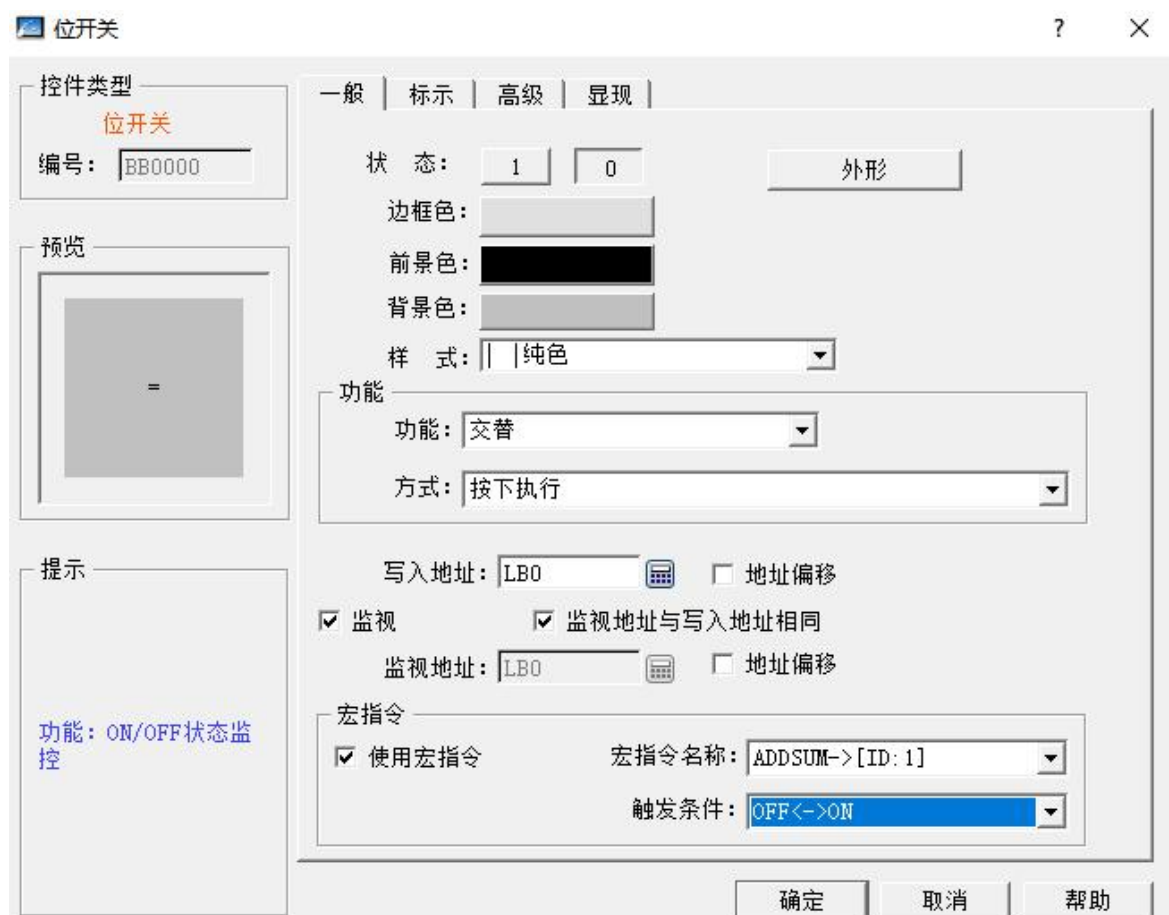 位开关 ?
控件类型
位开关
编号: BB0000
预览
=
提示
功能: ON/OFF状态监
控
一般 标示 高级 显现
状 态: 1 0 外形
边框色:
前景色:
背景色:
样 式: 纯色
功能
功能: 交替
方式: 按下执行
写入地址: LB0 地址偏移
监视 监视地址与写入地址相同
监视地址: LB0 地址偏移
宏指令
使用宏指令 宏指令名称: ADDSUM->[ID:1]
触发条件: OFF<->ON
确定 取消 帮助